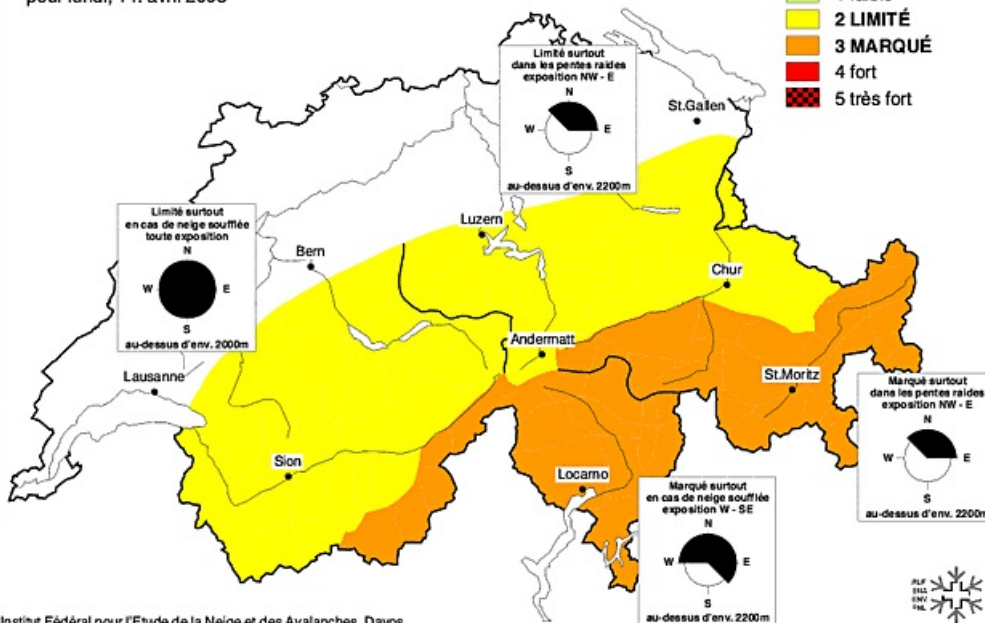 2 LIMITÉ
3 MARQUÉ
4 fort
5 très fort
Limité surtout
dans les pentes raides
exposition NW - E
N
W E
S
au-dessus d'env. 2200m
St.Gallen
Limité surtout
en cas de neige soufflée
toute exposition
N
W E
S
au-dessus d'env. 2000m
Luzern
Bern
Chur
Andermatt
Lausanne
St.Moritz
Marqué surtout
dans les pentes raides
exposition NW - E
N
W E
S
au-dessus d'env. 2200m
Sion
Locarno
Marqué surtout
en cas de neige soufflée
exposition W - SE
N
W E
S
au-dessus d'env. 2200m
SLF
ENA
Institut Fédéral pour l'Etude de la Neige et des Avalanches, Davos